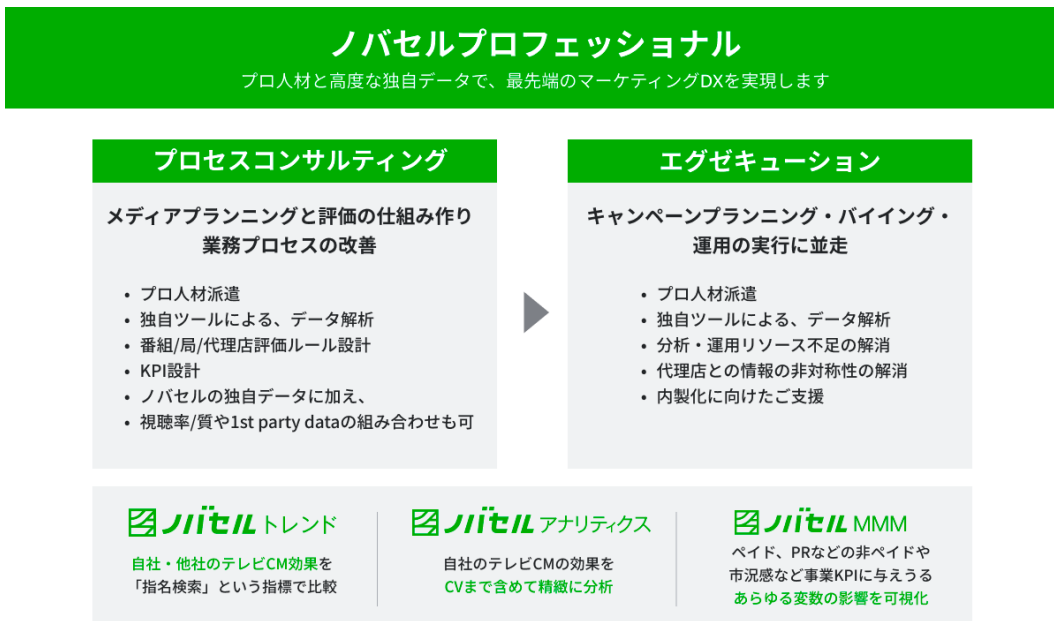 ノバセルプロフェッショナル
プロ人材と高度な独自データで、最先端のマーケティングDXを実現します
プロセスコンサルティング
メディアプランニングと評価の仕組み作り
業務プロセスの改善
• プロ人材派遣
• 独自ツールによる、データ解析
• 番組/局/代理店評価ルール設計
• KPI設計
• ノバセルの独自データに加え、
• 視聴率/質や1st party dataの組み合わせも可
エグゼキューション
キャンペーンプランニング・バイイング・
運用の実行に並走
• プロ人材派遣
• 独自ツールによる、データ解析
• 分析・運用リソース不足の解消
• 代理店との情報の非対称性の解消
• 内製化に向けたご支援
ノバセル トレンド
自社・他社のテレビCM効果を
「指名検索」という指標で比較
ノバセル アナリティクス
自社のテレビCMの効果を
CVまで含めて精緻に分析
ノバセル MMM
ペイド、PRなどの非ペイドや
市況感など事業KPIに与えうる
あらゆる変数の影響を可視化